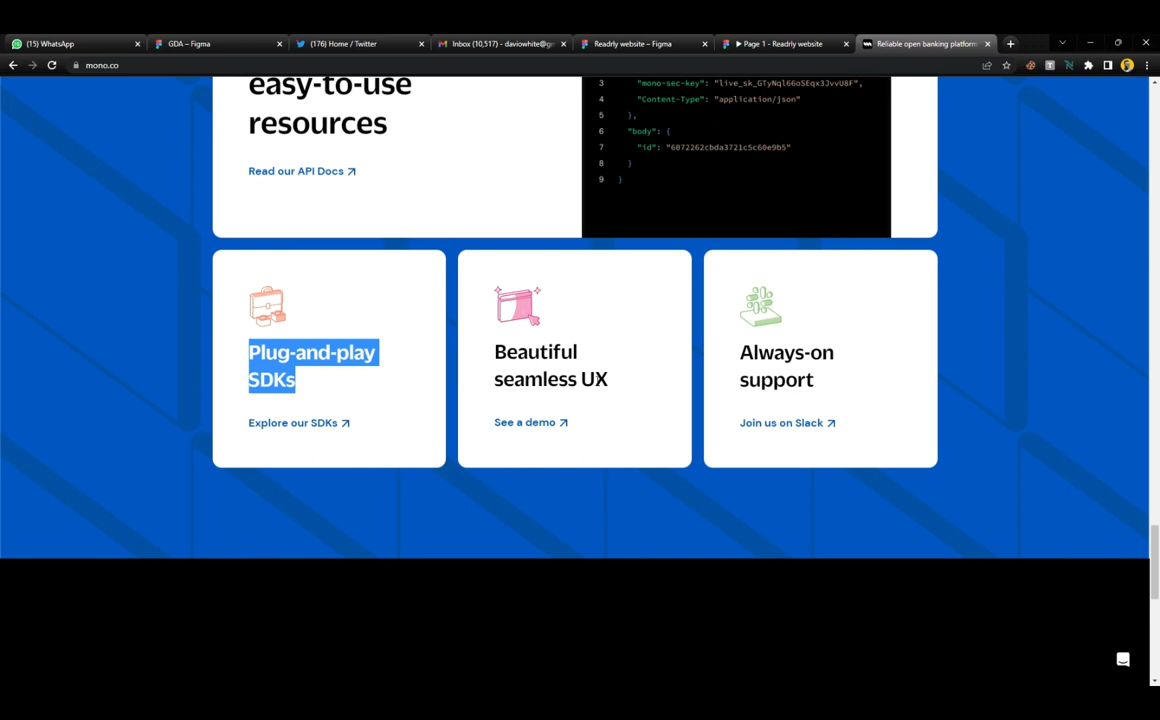 (15) WhatsApp
GDA – Figma
(176) Home / Twitter
Inbox (10,517) - daviowhite@gm
Readrly website – Figma
Page 1 - Readrly website
Reliable open banking platform
mono.co
easy-to-use
resources
Read our API Docs
3 "mono-sec-key": "live_sk_GTyNql66oSEqx3JvvU8F",
4 "Content-Type": "application/json"
5 },
6 "body": {
7 "id": "6072262cbda3721c5c60e9b5"
8 }
9 }
Plug-and-play
SDKs
Explore our SDKs
Beautiful
seamless UX
See a demo
Always-on
support
Join us on Slack